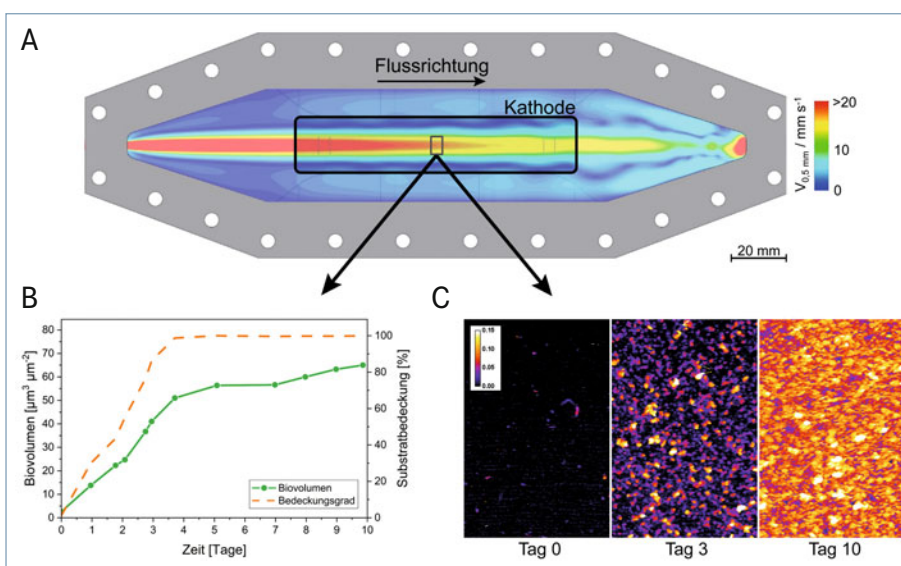 A
Flussrichtung
Kathode
>20
10
0
V0,5 mm / mm s-1
20 mm
B
80
70
60
50
40
30
20
10
0
Biovolumen [µm³ µm⁻²]
100
80
60
40
20
0
Substratbedeckung [%]
Biovolumen
Bedeckungsgrad
0 1 2 3 4 5 6 7 8 9 10
Zeit [Tage]
C
0.15
0.10
0.05
0.00
Tag 0
Tag 3
Tag 10